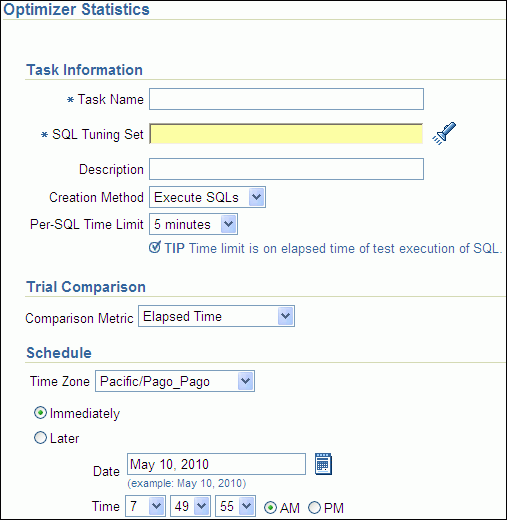 Optimizer Statistics
Task Information
* Task Name
* SQL Tuning Set
Description
Creation Method Execute SQLs
Per-SQL Time Limit 5 minutes
TIP Time limit is on elapsed time of test execution of SQL.
Trial Comparison
Comparison Metric Elapsed Time
Schedule
Time Zone Pacific/Pago_Pago
Immediately
Later
Date May 10, 2010
(example: May 10, 2010)
Time 7 49 55 AM PM